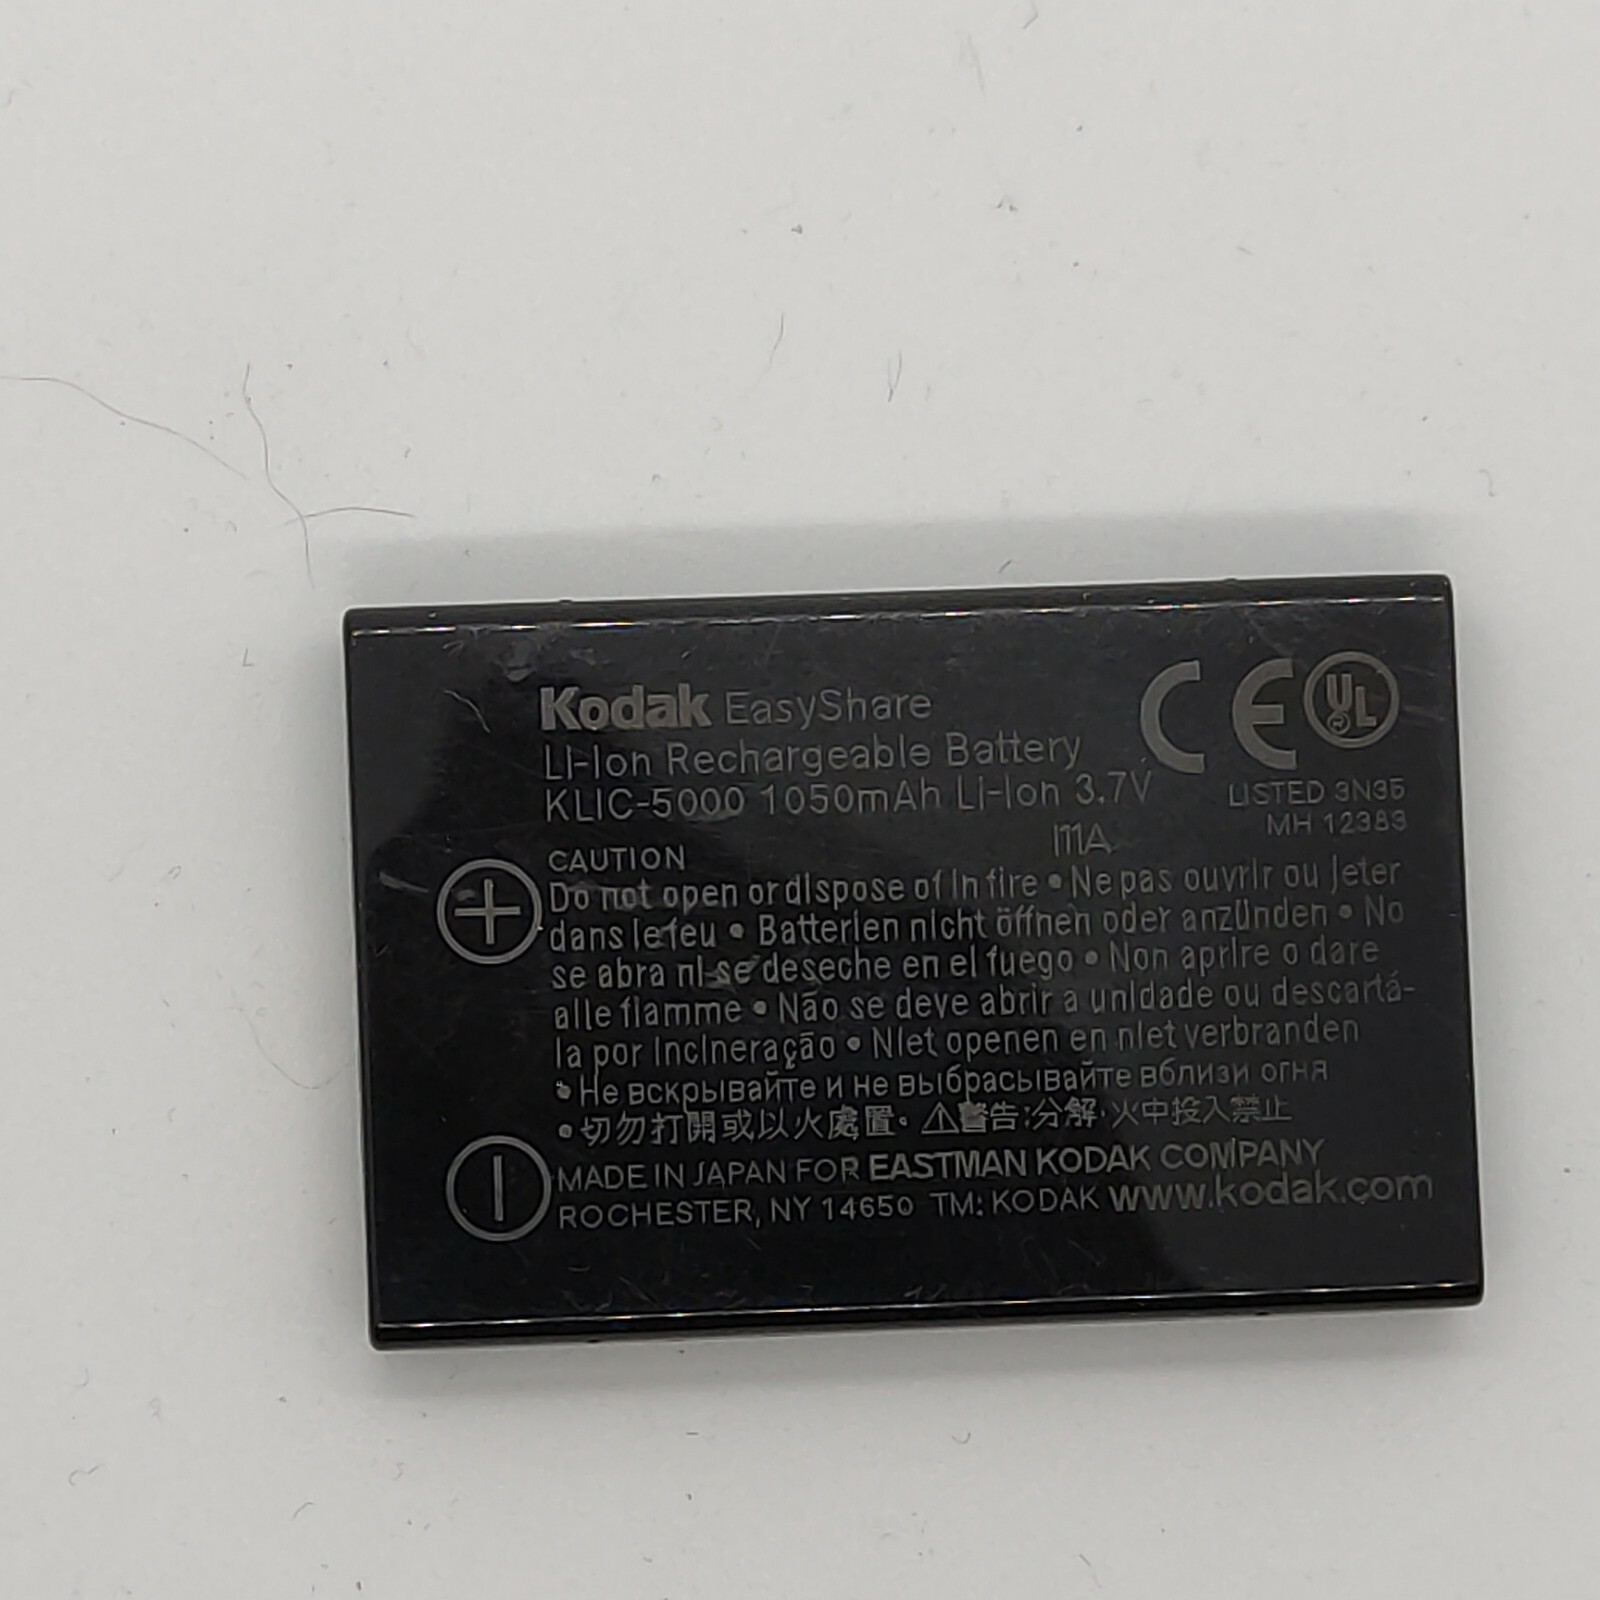 Kodak EasyShare
Li-Ion Rechargeable Battery
KLIC-5000 1050mAh Li-Ion 3.7V
CE UL
LISTED 3N35
MH 12383
111A
CAUTION
Do not open or dispose of in fire • Ne pas ouvrir ou jeter
dans le feu • Batterien nicht öffnen oder anzünden • No
se abra ni se deseche en el fuego • Non aprire o dare
alle fiamme • Não se deve abrir a unidade ou descartá-
la por incineração • Niet openen en niet verbranden
• Не вскрывайте и не выбрасывайте вблизи огня
• 切勿打開或以火處置。⚠警告:分解·火中投入禁止
MADE IN JAPAN FOR EASTMAN KODAK COMPANY
ROCHESTER, NY 14650 TM: KODAK www.kodak.com